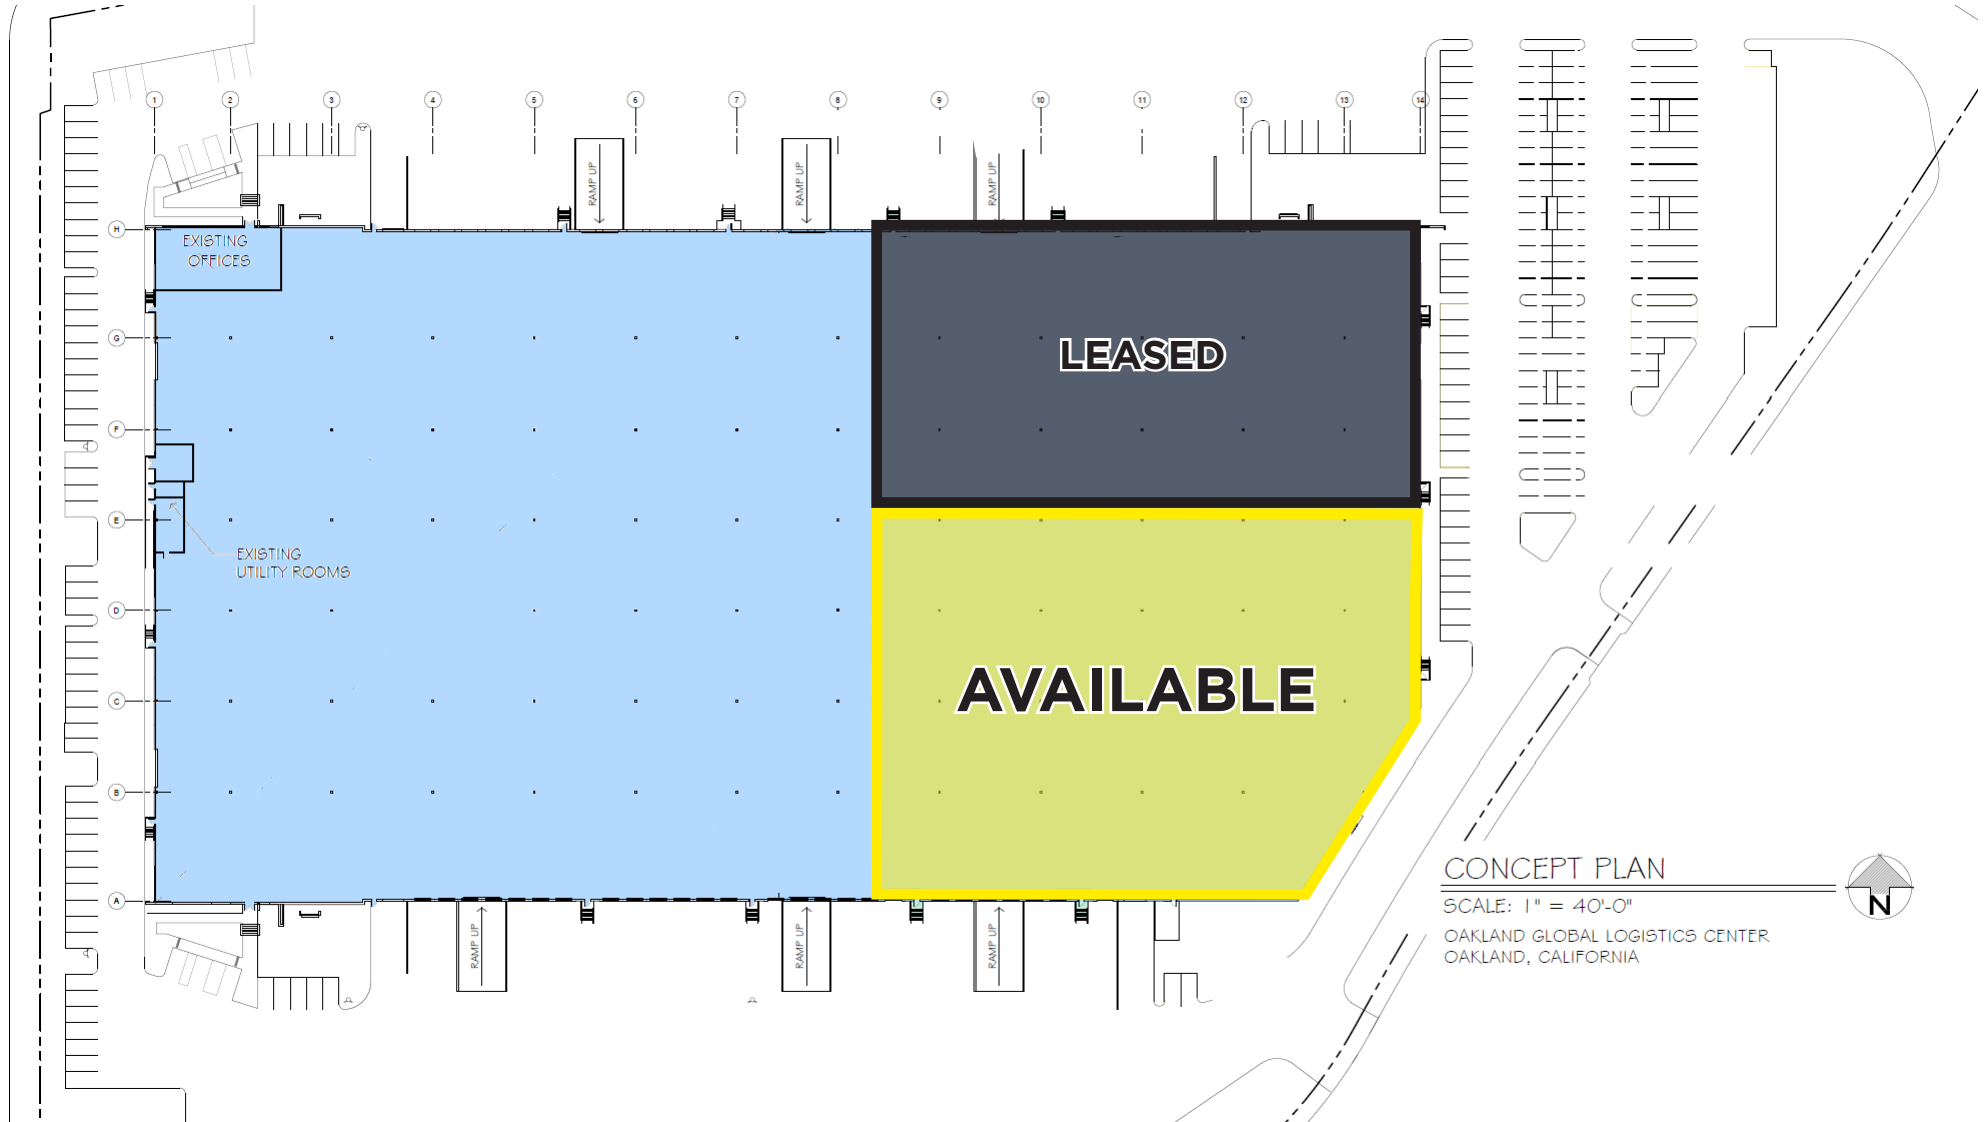 1 2 3 4 5 6 7 8 9 10 11 12 13 14
RAMP UP RAMP UP RAMP UP
H
EXISTING
OFFICES
G
LEASED
F
E
EXISTING
UTILITY ROOMS
D
C
AVAILABLE
B
A
RAMP UP RAMP UP RAMP UP
CONCEPT PLAN
SCALE: 1" = 40'-0"
OAKLAND GLOBAL LOGISTICS CENTER
OAKLAND, CALIFORNIA
N